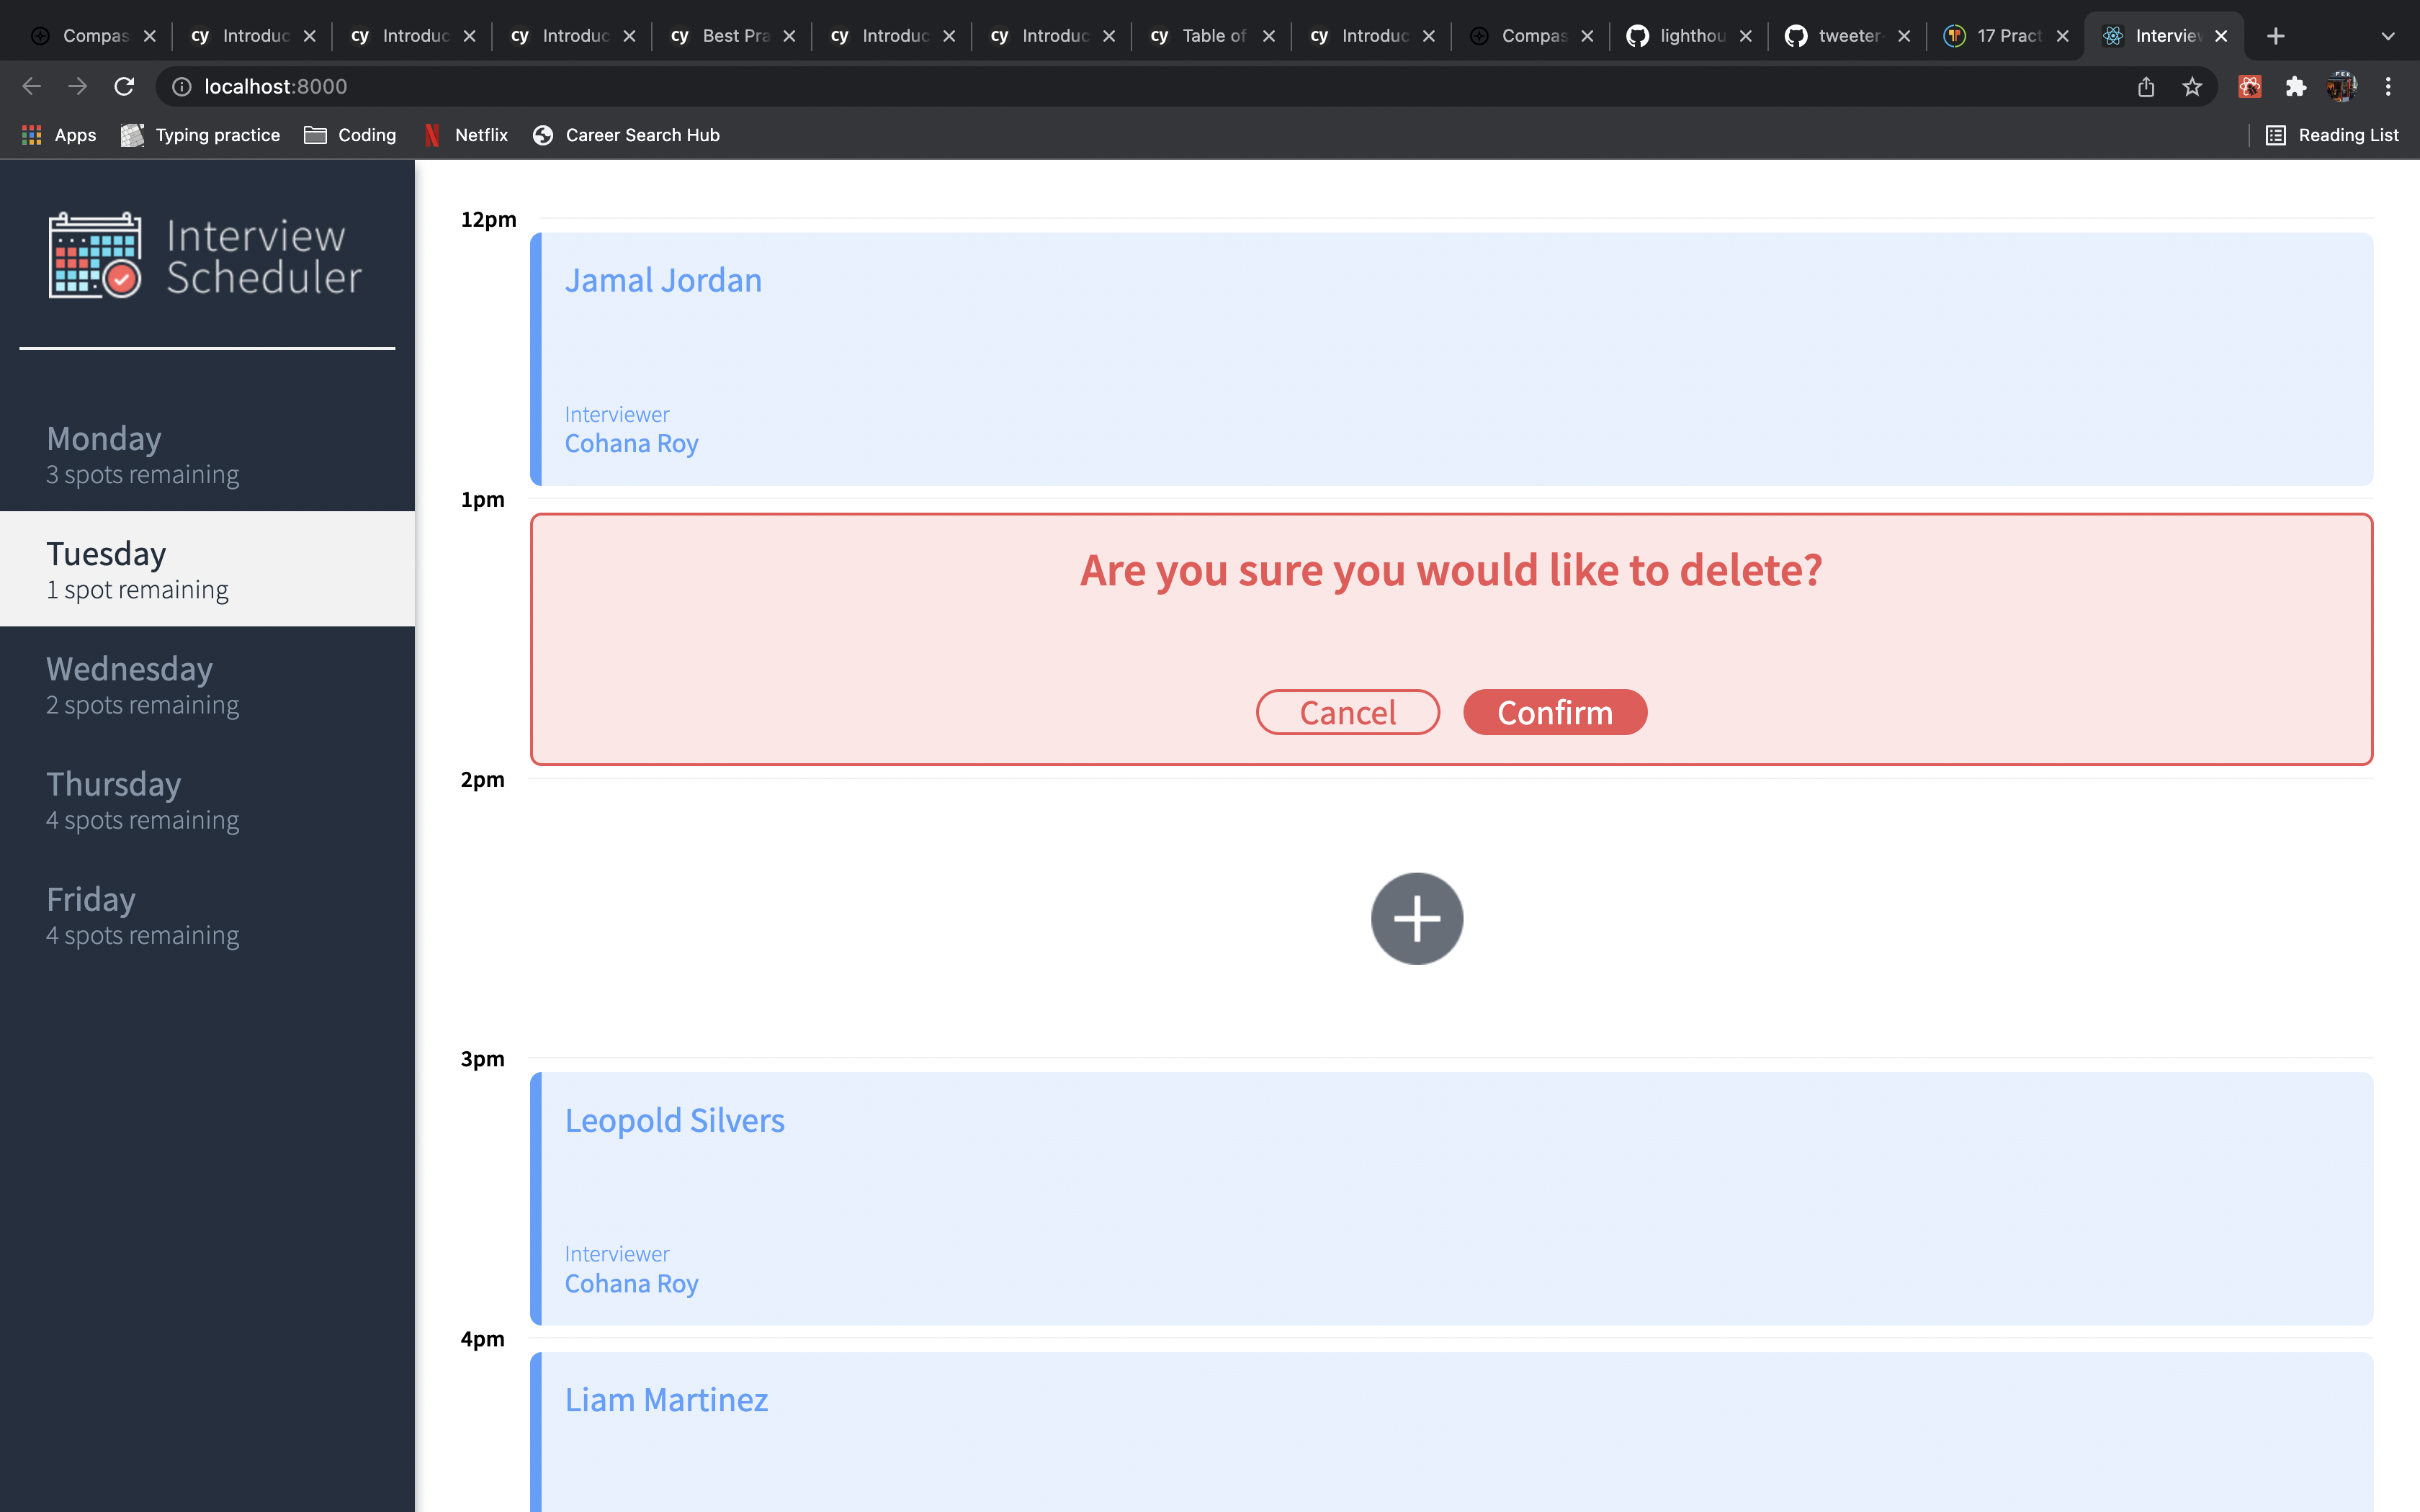 Compas
cy Introduc
cy Introduc
cy Introduc
cy Best Pra
cy Introduc
cy Introduc
cy Table of
cy Introduc
Compas
lighthou
tweeter-
17 Pract
Interview
localhost:8000
Apps
Typing practice
Coding
Netflix
Career Search Hub
Reading List
Interview
Scheduler
Monday
3 spots remaining
Tuesday
1 spot remaining
Wednesday
2 spots remaining
Thursday
4 spots remaining
Friday
4 spots remaining
12pm
Jamal Jordan
Interviewer
Cohana Roy
1pm
Are you sure you would like to delete?
Cancel Confirm
2pm
3pm
Leopold Silvers
Interviewer
Cohana Roy
4pm
Liam Martinez